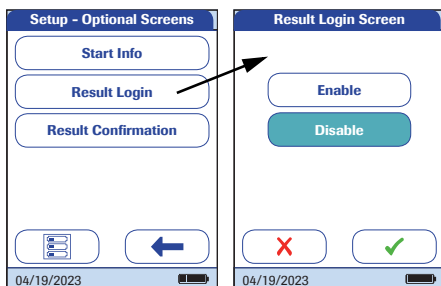 Setup - Optional Screens
Start Info
Result Login
Result Confirmation
04/19/2023
Result Login Screen
Enable
Disable
04/19/2023